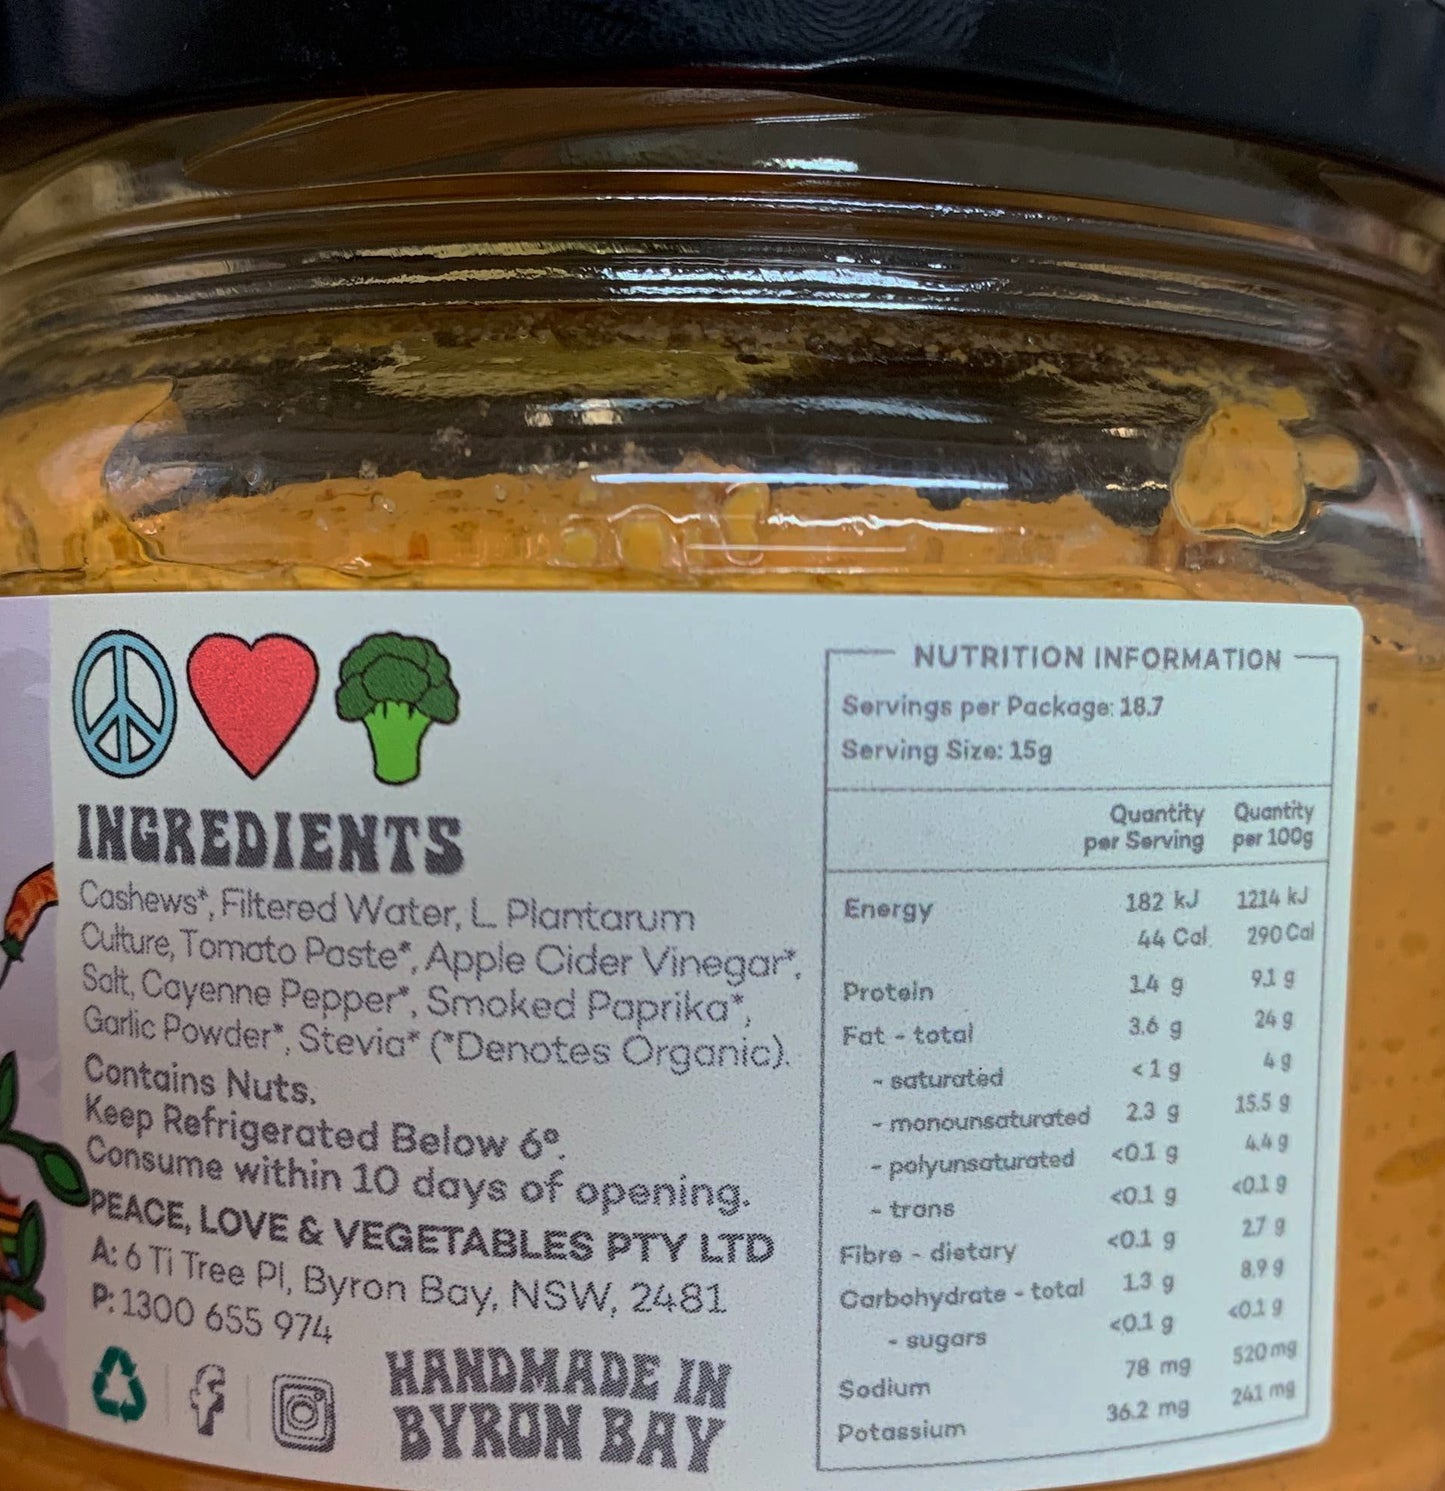 INGREDIENTS
Cashews*, Filtered Water, L. Plantarum
Culture, Tomato Paste*, Apple Cider Vinegar*,
Salt, Cayenne Pepper*, Smoked Paprika*,
Garlic Powder*, Stevia* (*Denotes Organic).
Contains Nuts.
Keep Refrigerated Below 6°.
Consume within 10 days of opening.
PEACE, LOVE & VEGETABLES PTY LTD
A: 6 Ti Tree Pl, Byron Bay, NSW, 2481
P: 1300 655 974
HANDMADE IN
BYRON BAY
NUTRITION INFORMATION
Servings per Package: 18.7
Serving Size: 15g
Quantity Quantity
per Serving per 100g
Energy 182 kJ 1214 kJ
44 Cal 290 Cal
Protein 1.4 g 9.1 g
Fat - total 3.6 g 24 g
- saturated <1 g 4 g
- monounsaturated 2.3 g 15.5 g
- polyunsaturated <0.1 g 4.4 g
- trans <0.1 g <0.1 g
Fibre - dietary <0.1 g 2.7 g
Carbohydrate - total 1.3 g 8.9 g
- sugars <0.1 g <0.1 g
Sodium 78 mg 520 mg
Potassium 36.2 mg 241 mg